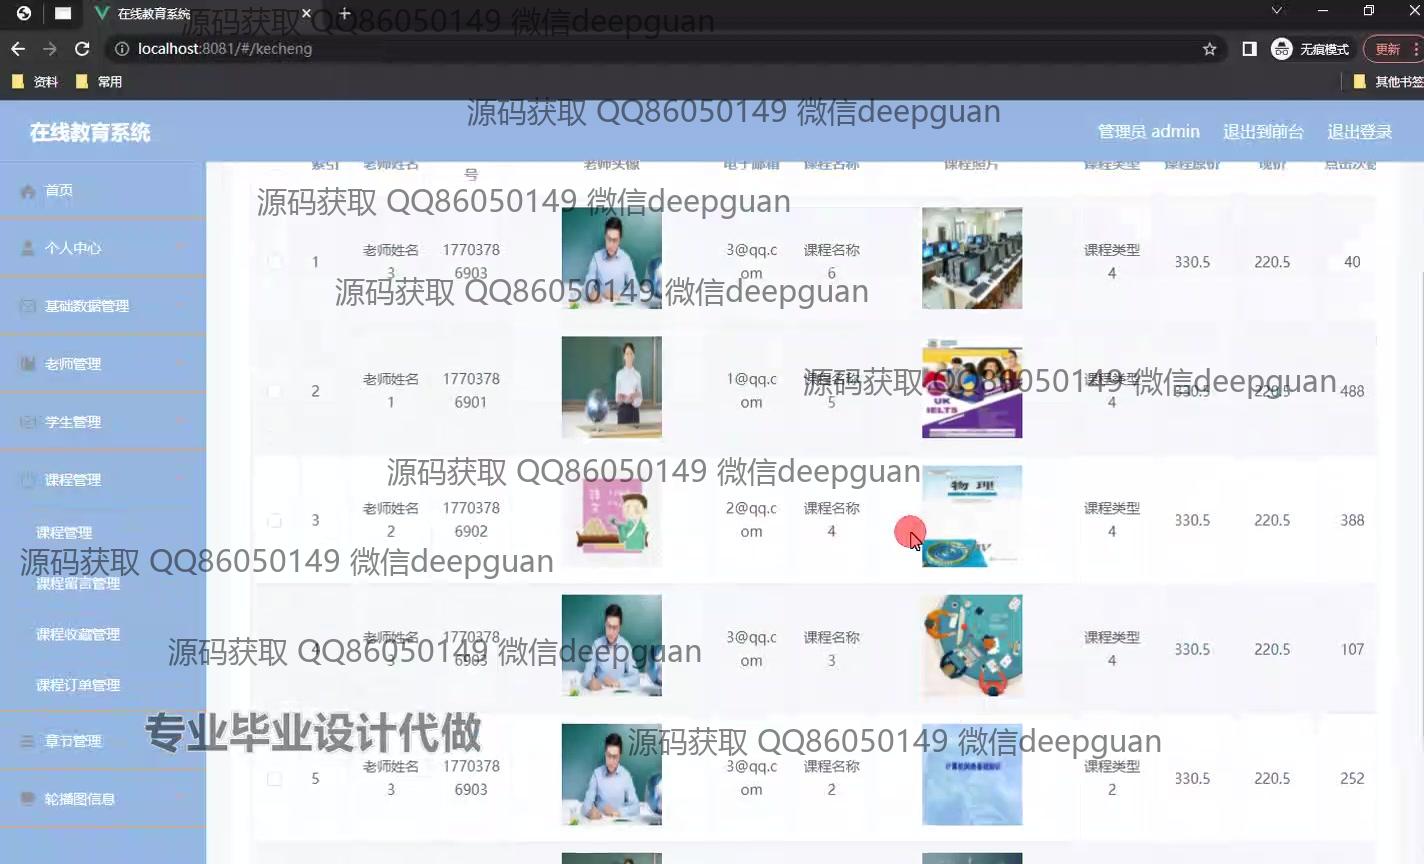 在线教育系统
源码获取 QQ86050149 微信deepguan
localhost:8081/#/kecheng
无痕模式
更新
资料
常用
其他书签
源码获取 QQ86050149 微信deepguan
在线教育系统
管理员 admin
退出到前台
退出登录
索引
老师姓名
号
老师头像
电子邮箱
课程名称
课程照片
课程类型
课程原价
现价
首页
源码获取 QQ86050149 微信deepguan
个人中心
1
老师姓名
3
1770378
6903
3@qq.c
om
课程名称
6
课程类型
4
330.5
220.5
40
源码获取 QQ86050149 微信deepguan
基础数据管理
老师管理
2
老师姓名
1
1770378
6901
1@qq.c
om
课程名称
5
UK
IELTS
课程类型
4
330.5
220.5
488
源码获取 QQ86050149 微信deepguan
学生管理
源码获取 QQ86050149 微信deepguan
课程管理
3
老师姓名
2
1770378
6902
2@qq.c
om
课程名称
4
物理
课程类型
4
330.5
220.5
388
课程管理
源码获取 QQ86050149 微信deepguan
课程留言管理
课程收藏管理
4
老师姓名
3
1770378
6903
3@qq.c
om
课程名称
3
课程类型
4
330.5
220.5
107
源码获取 QQ86050149 微信deepguan
课程订单管理
章节管理
专业毕业设计代做
源码获取 QQ86050149 微信deepguan
5
老师姓名
3
1770378
6903
3@qq.c
om
课程名称
2
课程类型
2
330.5
220.5
252
轮播图信息